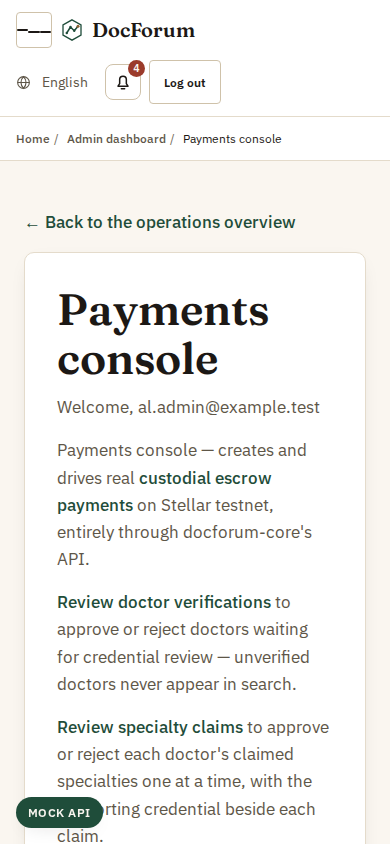 DocForum
English
4
Log out
Home / Admin dashboard / Payments console
← Back to the operations overview
Payments
console
Welcome, al.admin@example.test
Payments console — creates and
drives real custodial escrow
payments on Stellar testnet,
entirely through docforum-core's
API.
Review doctor verifications to
approve or reject doctors waiting
for credential review — unverified
doctors never appear in search.
Review specialty claims to approve
or reject each doctor's claimed
specialties one at a time, with the
MOCK API
orting credential beside each
claim.